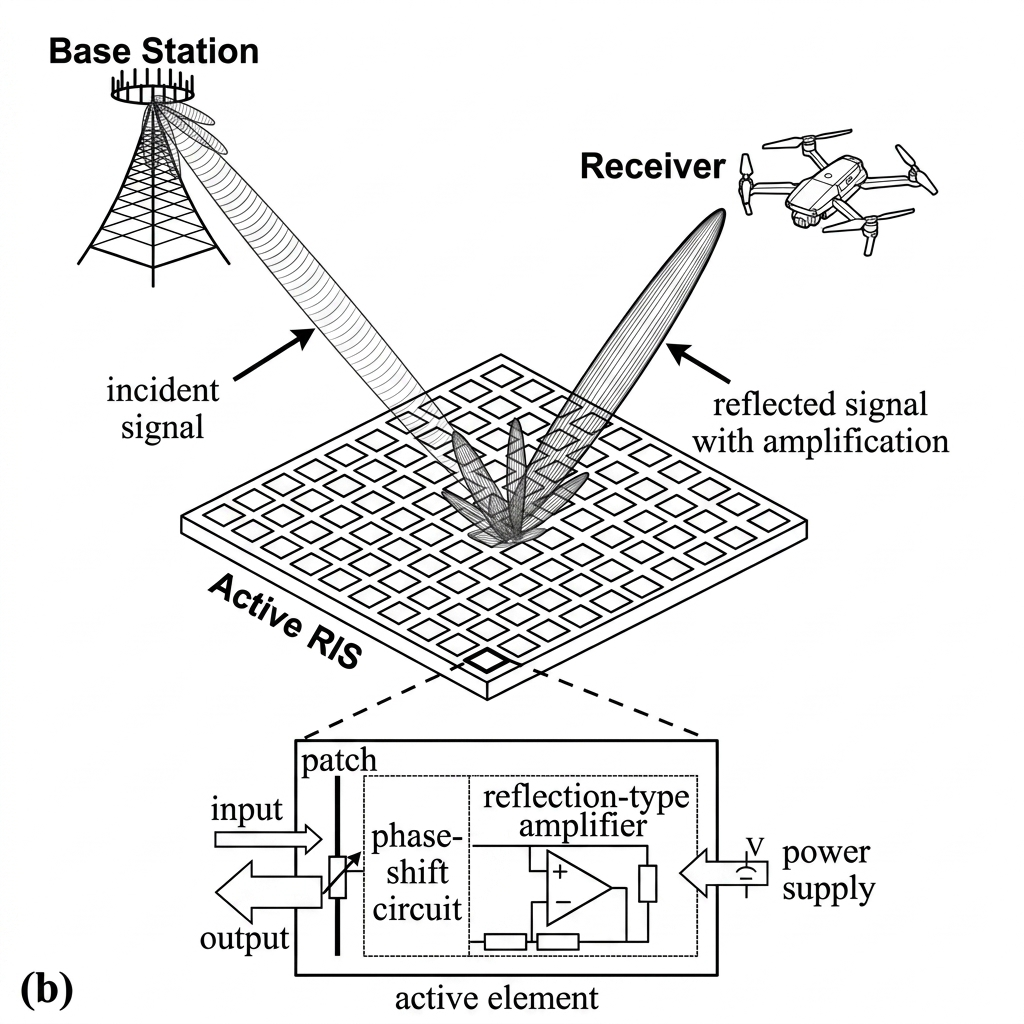 Base Station
Receiver
incident
signal
reflected signal
with amplification
Active RIS
patch
input
output
phase-
shift
circuit
reflection-type
amplifier
+
−
V
power
supply
(b)
active element